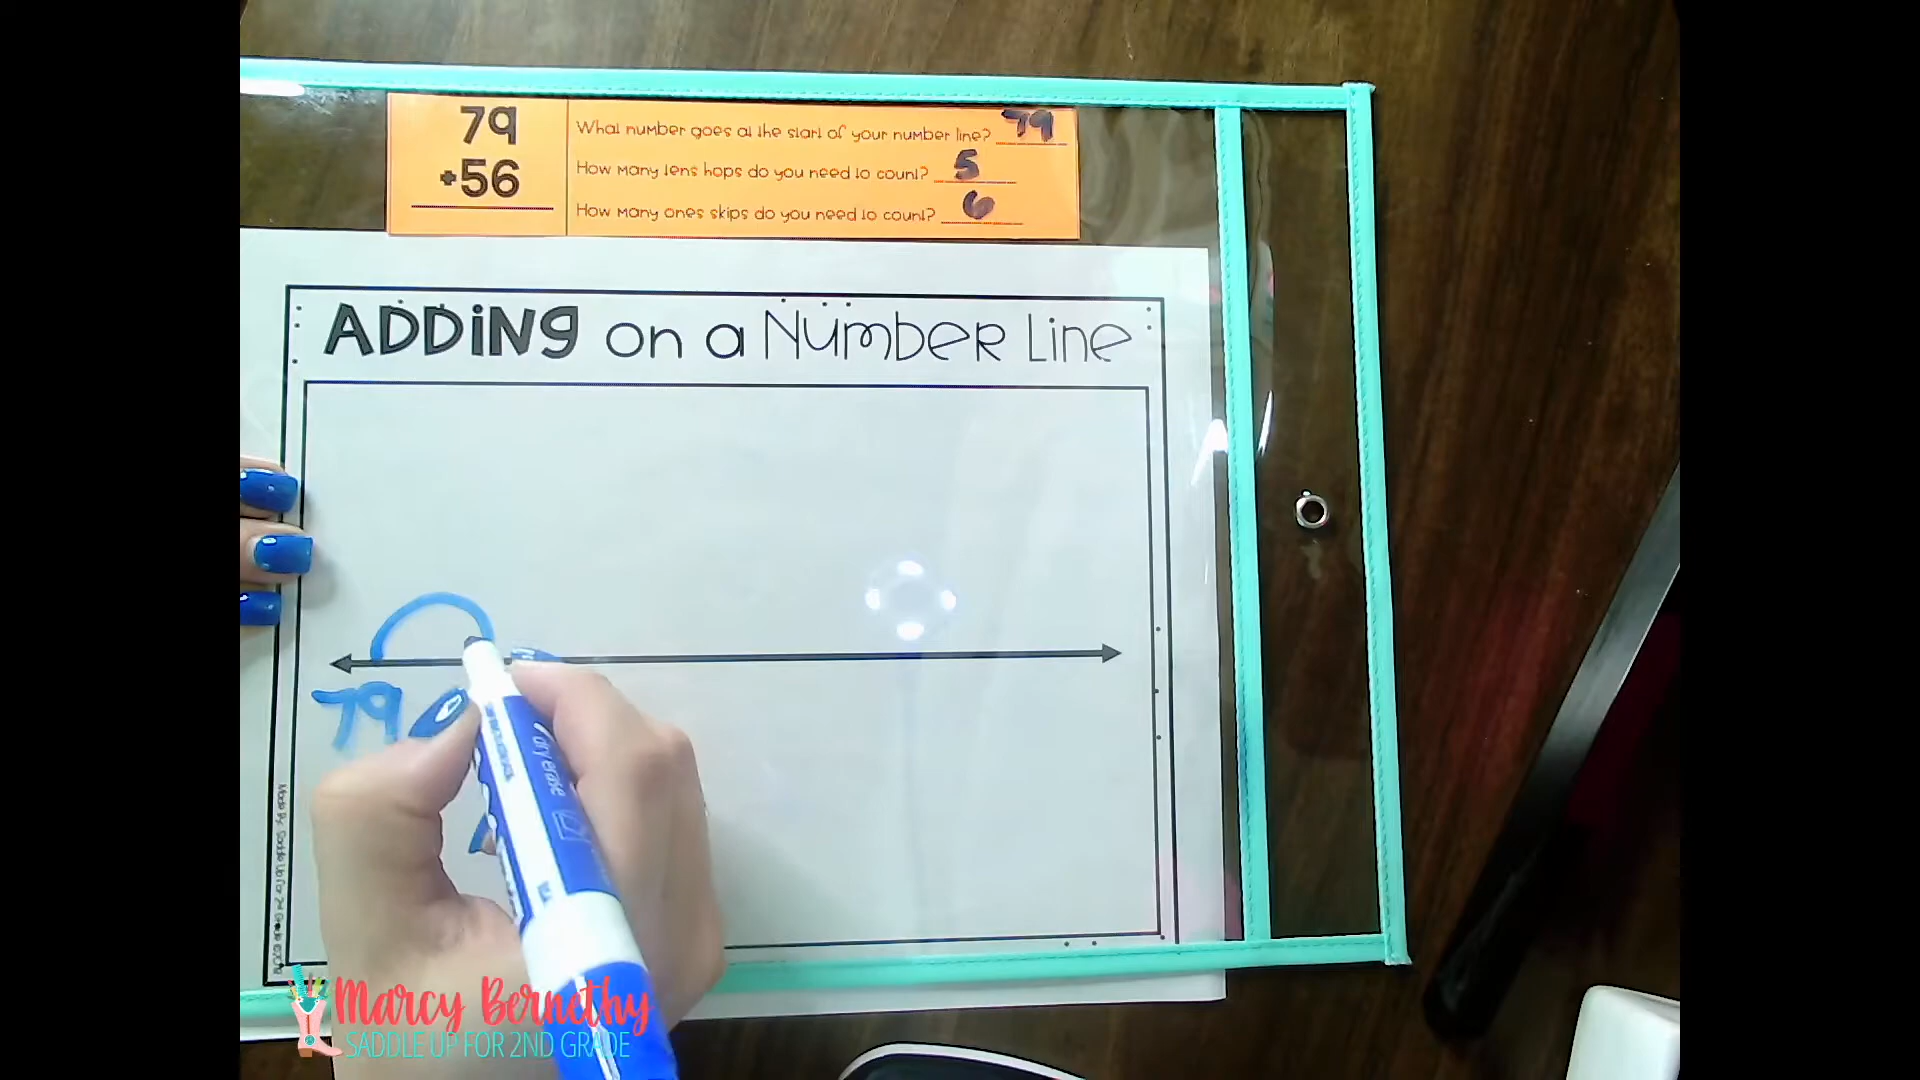 79
+56
What number goes at the start of your number line? 79
How many tens hops do you need to count? 5
How many ones skips do you need to count? 6
ADDING on a Number Line
79
dry erase
Marcy Bernethy
SADDLE UP FOR 2ND GRADE